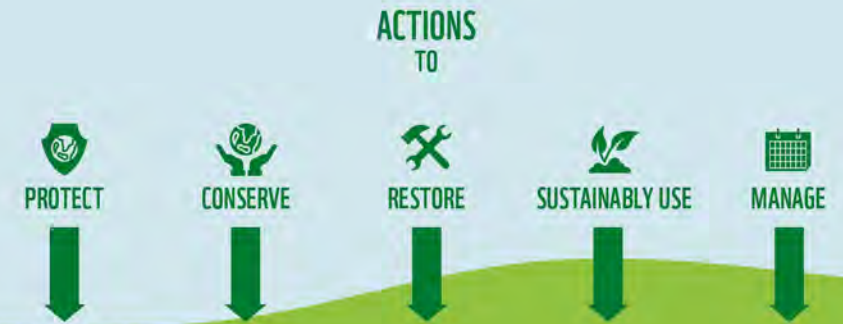 ACTIONS
TO
PROTECT
CONSERVE
RESTORE
SUSTAINABLY USE
MANAGE